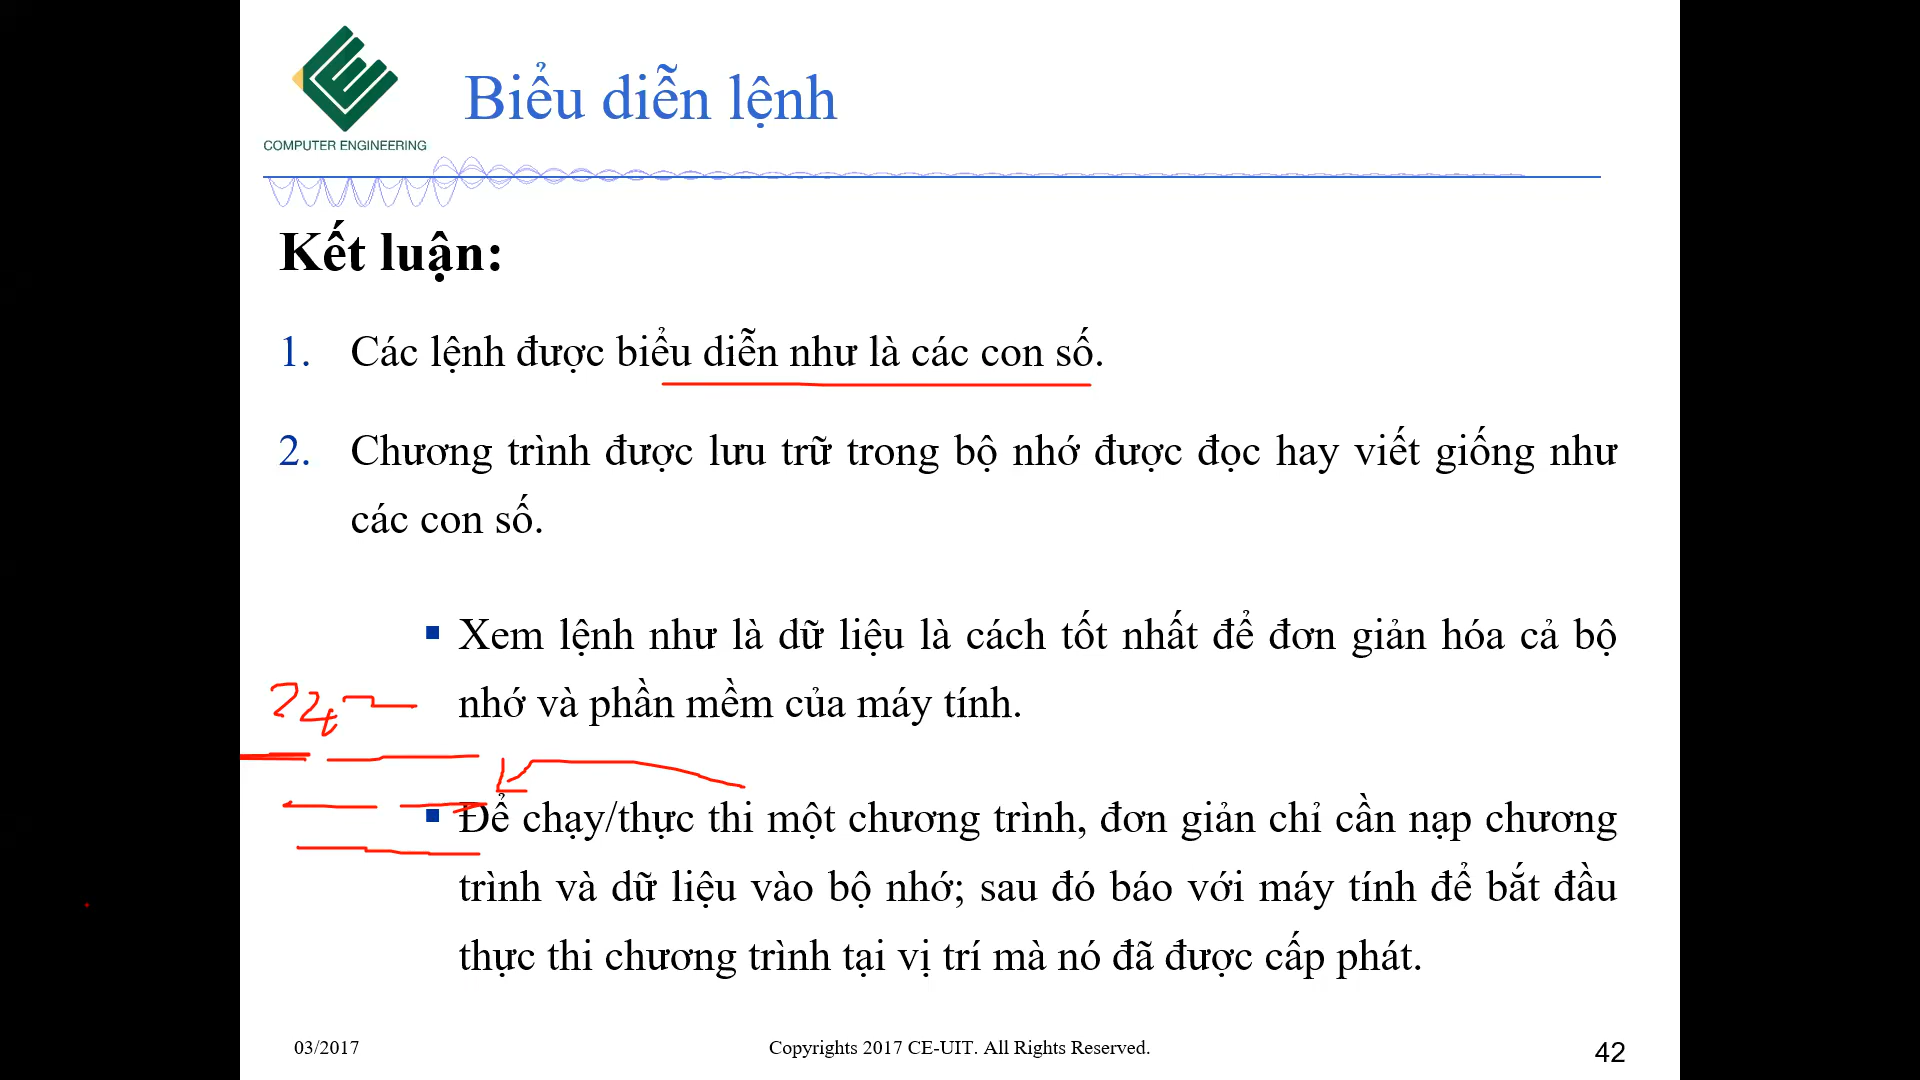 COMPUTER ENGINEERING
Biểu diễn lệnh
Kết luận:
1. Các lệnh được biểu diễn như là các con số.
2. Chương trình được lưu trữ trong bộ nhớ được đọc hay viết giống như
các con số.
Xem lệnh như là dữ liệu là cách tốt nhất để đơn giản hóa cả bộ
nhớ và phần mềm của máy tính.
Để chạy/thực thi một chương trình, đơn giản chỉ cần nạp chương
trình và dữ liệu vào bộ nhớ; sau đó báo với máy tính để bắt đầu
thực thi chương trình tại vị trí mà nó đã được cấp phát.
03/2017
Copyrights 2017 CE-UIT. All Rights Reserved.
42